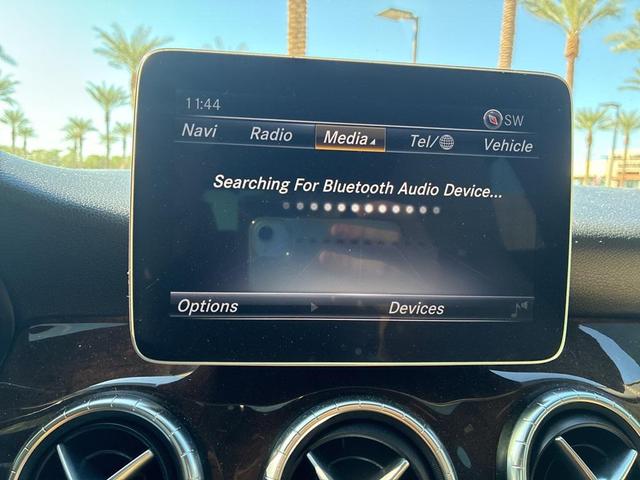 11:44 SW
Navi Radio Media Tel/ Vehicle
Searching For Bluetooth Audio Device...
Options Devices